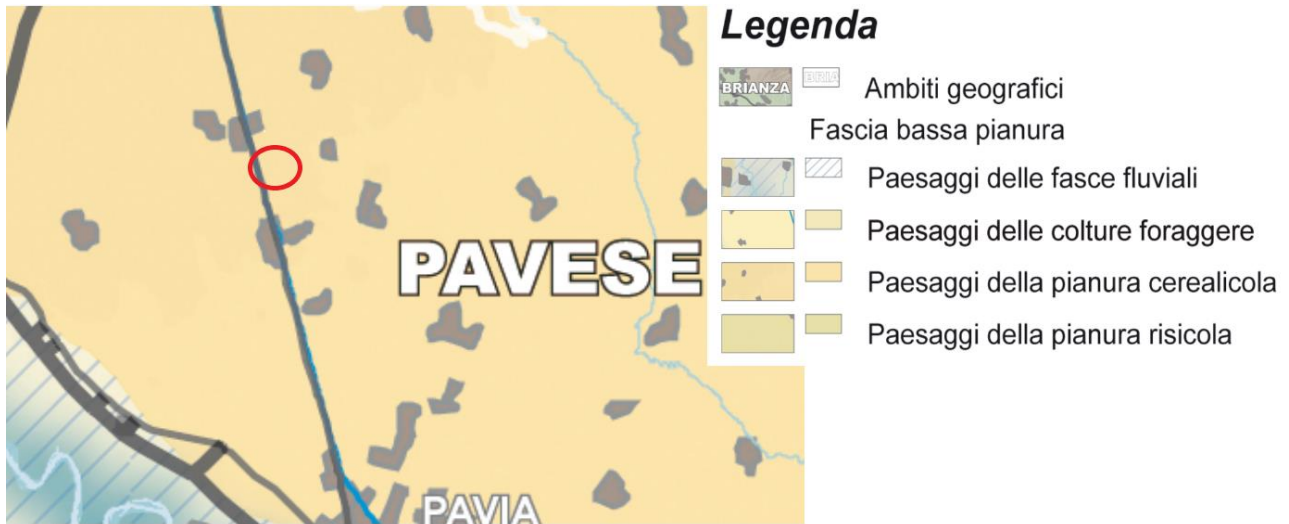 PAVESE
PAVIA
Legenda
BRIANZA
BRIA
Ambiti geografici
Fascia bassa pianura
Paesaggi delle fasce fluviali
Paesaggi delle colture foraggere
Paesaggi della pianura cerealicola
Paesaggi della pianura risicola